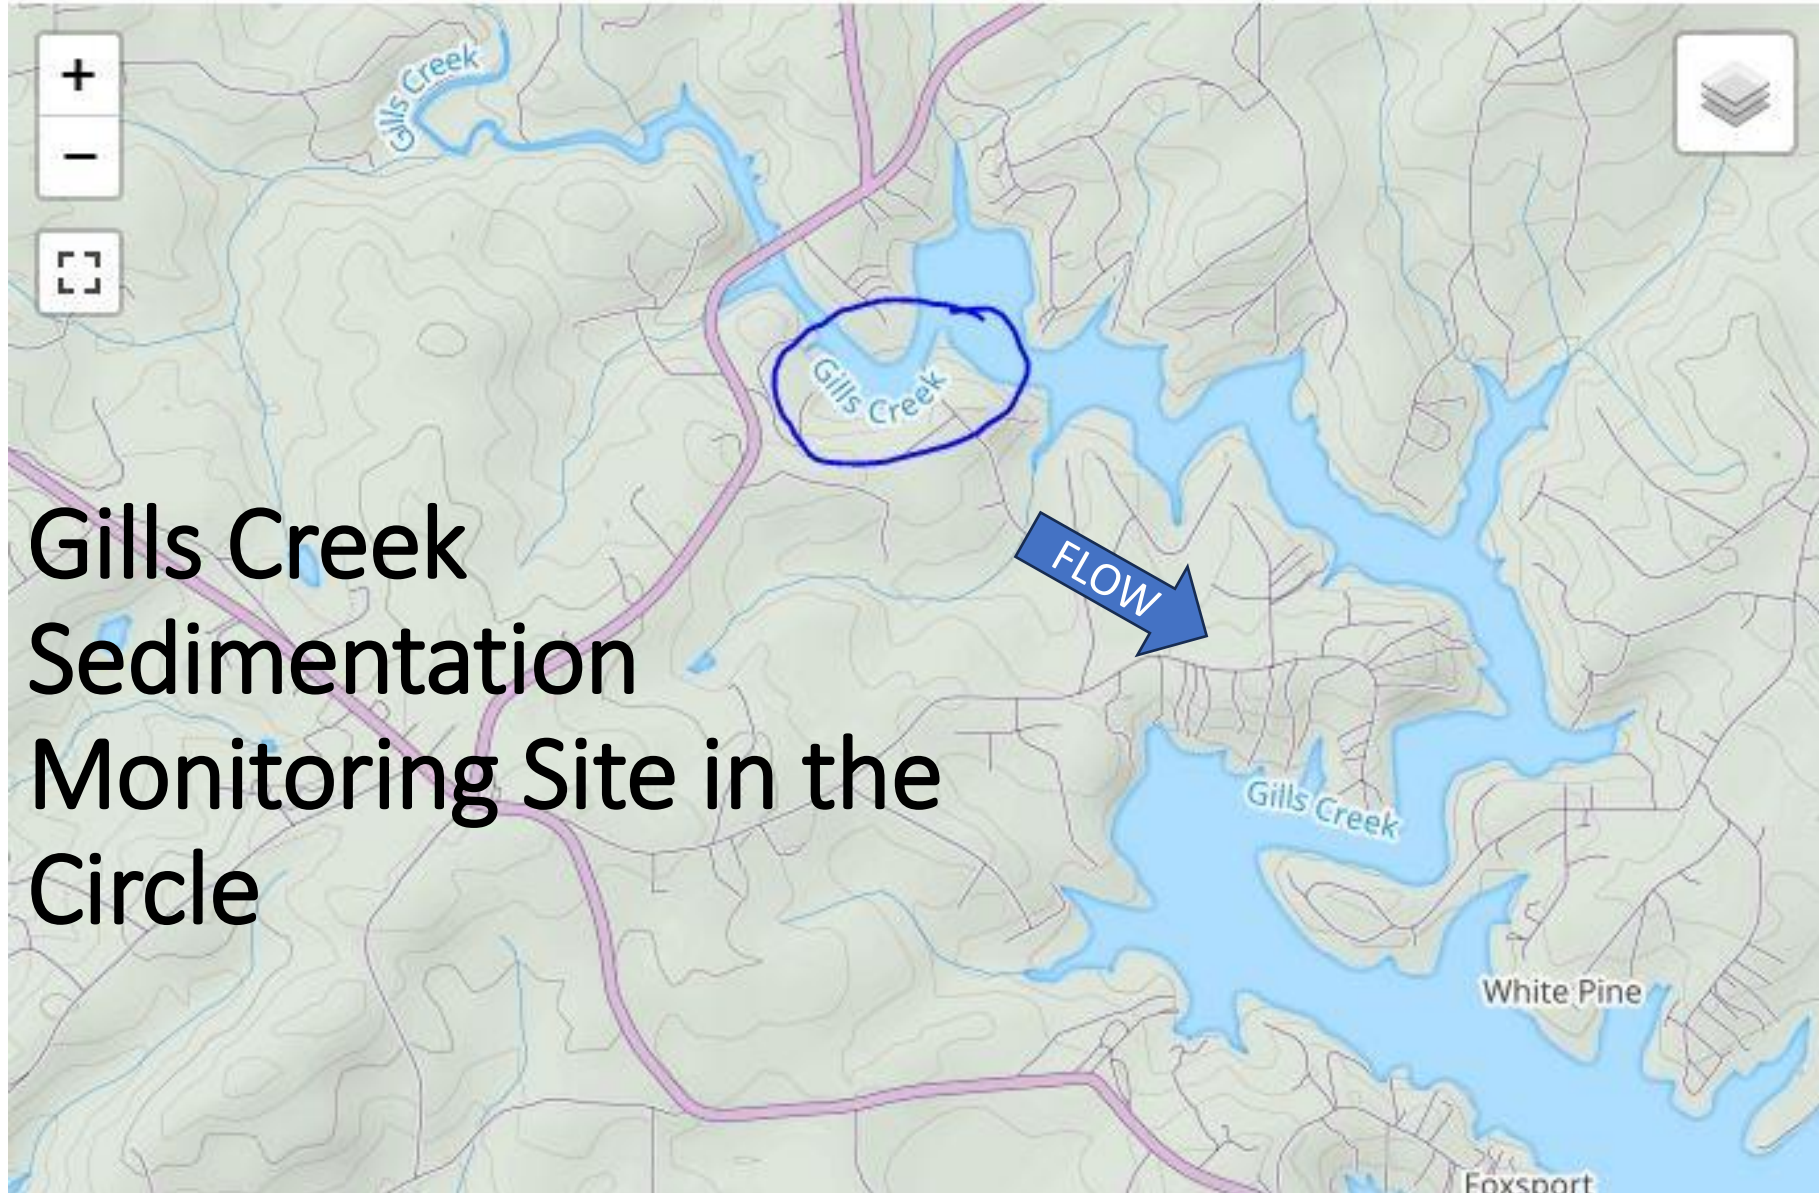 +
Gills Creek
−
Gills Creek
Gills Creek
Sedimentation
Monitoring Site in the
Circle
FLOW
Gills Creek
White Pine
Foxsport